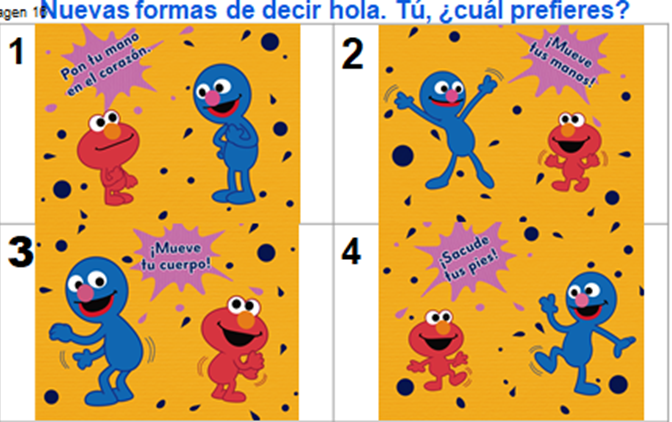 agen 16
Nuevas formas de decir hola. Tú, ¿cuál prefieres?
1
Pon tu mano
en el corazón.
2
¡Mueve
tus manos!
3
¡Mueve
tu cuerpo!
4
¡Sacude
tus pies!